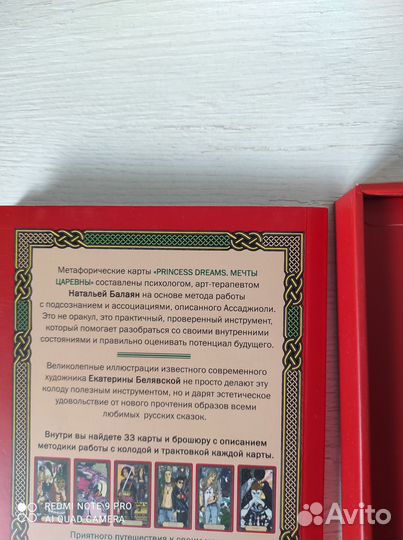 Метафорические карты «PRINCESS DREAMS. МЕЧТЫ
ЦАРЕВНЫ» составлены психологом, арт-терапевтом
Натальей Балаян на основе метода работы
с подсознанием и ассоциациями, описанного Ассаджиоли.
Это не оракул, это практичный, проверенный инструмент,
который помогает разобраться со своими внутренними
состояниями и правильно оценивать потенциал будущего.
Великолепные иллюстрации известного современного
художника Екатерины Белявской не просто делают эту
колоду полезным инструментом, но и дарят эстетическое
удовольствие от нового прочтения образов всеми
любимых русских сказок.
Внутри вы найдете 33 карты и брошюру с описанием
методики работы с колодой и трактовкой каждой карты.
REDMI NOTE 9 PRO
AI QUAD CAMERA
Приятного путешествия к
Avito